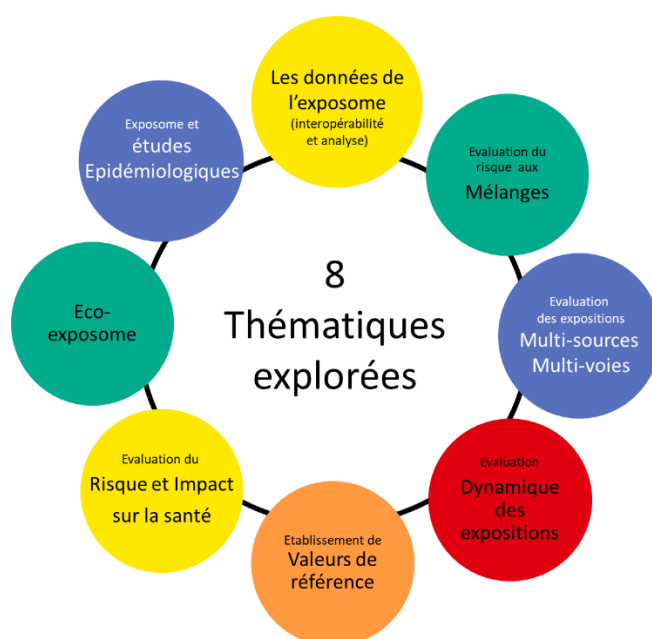 Les données de
l'exposome
(interopérabilité
et analyse)
Evaluation du
risque aux
Mélanges
Evaluation
des expositions
Multi-sources
Multi-voies
Evaluation
Dynamique
des
expositions
Etablissement de
Valeurs de
référence
Evaluation du
Risque et Impact
sur la santé
Eco-
exposome
Exposome et
études
Epidémiologiques
8
Thématiques
explorées